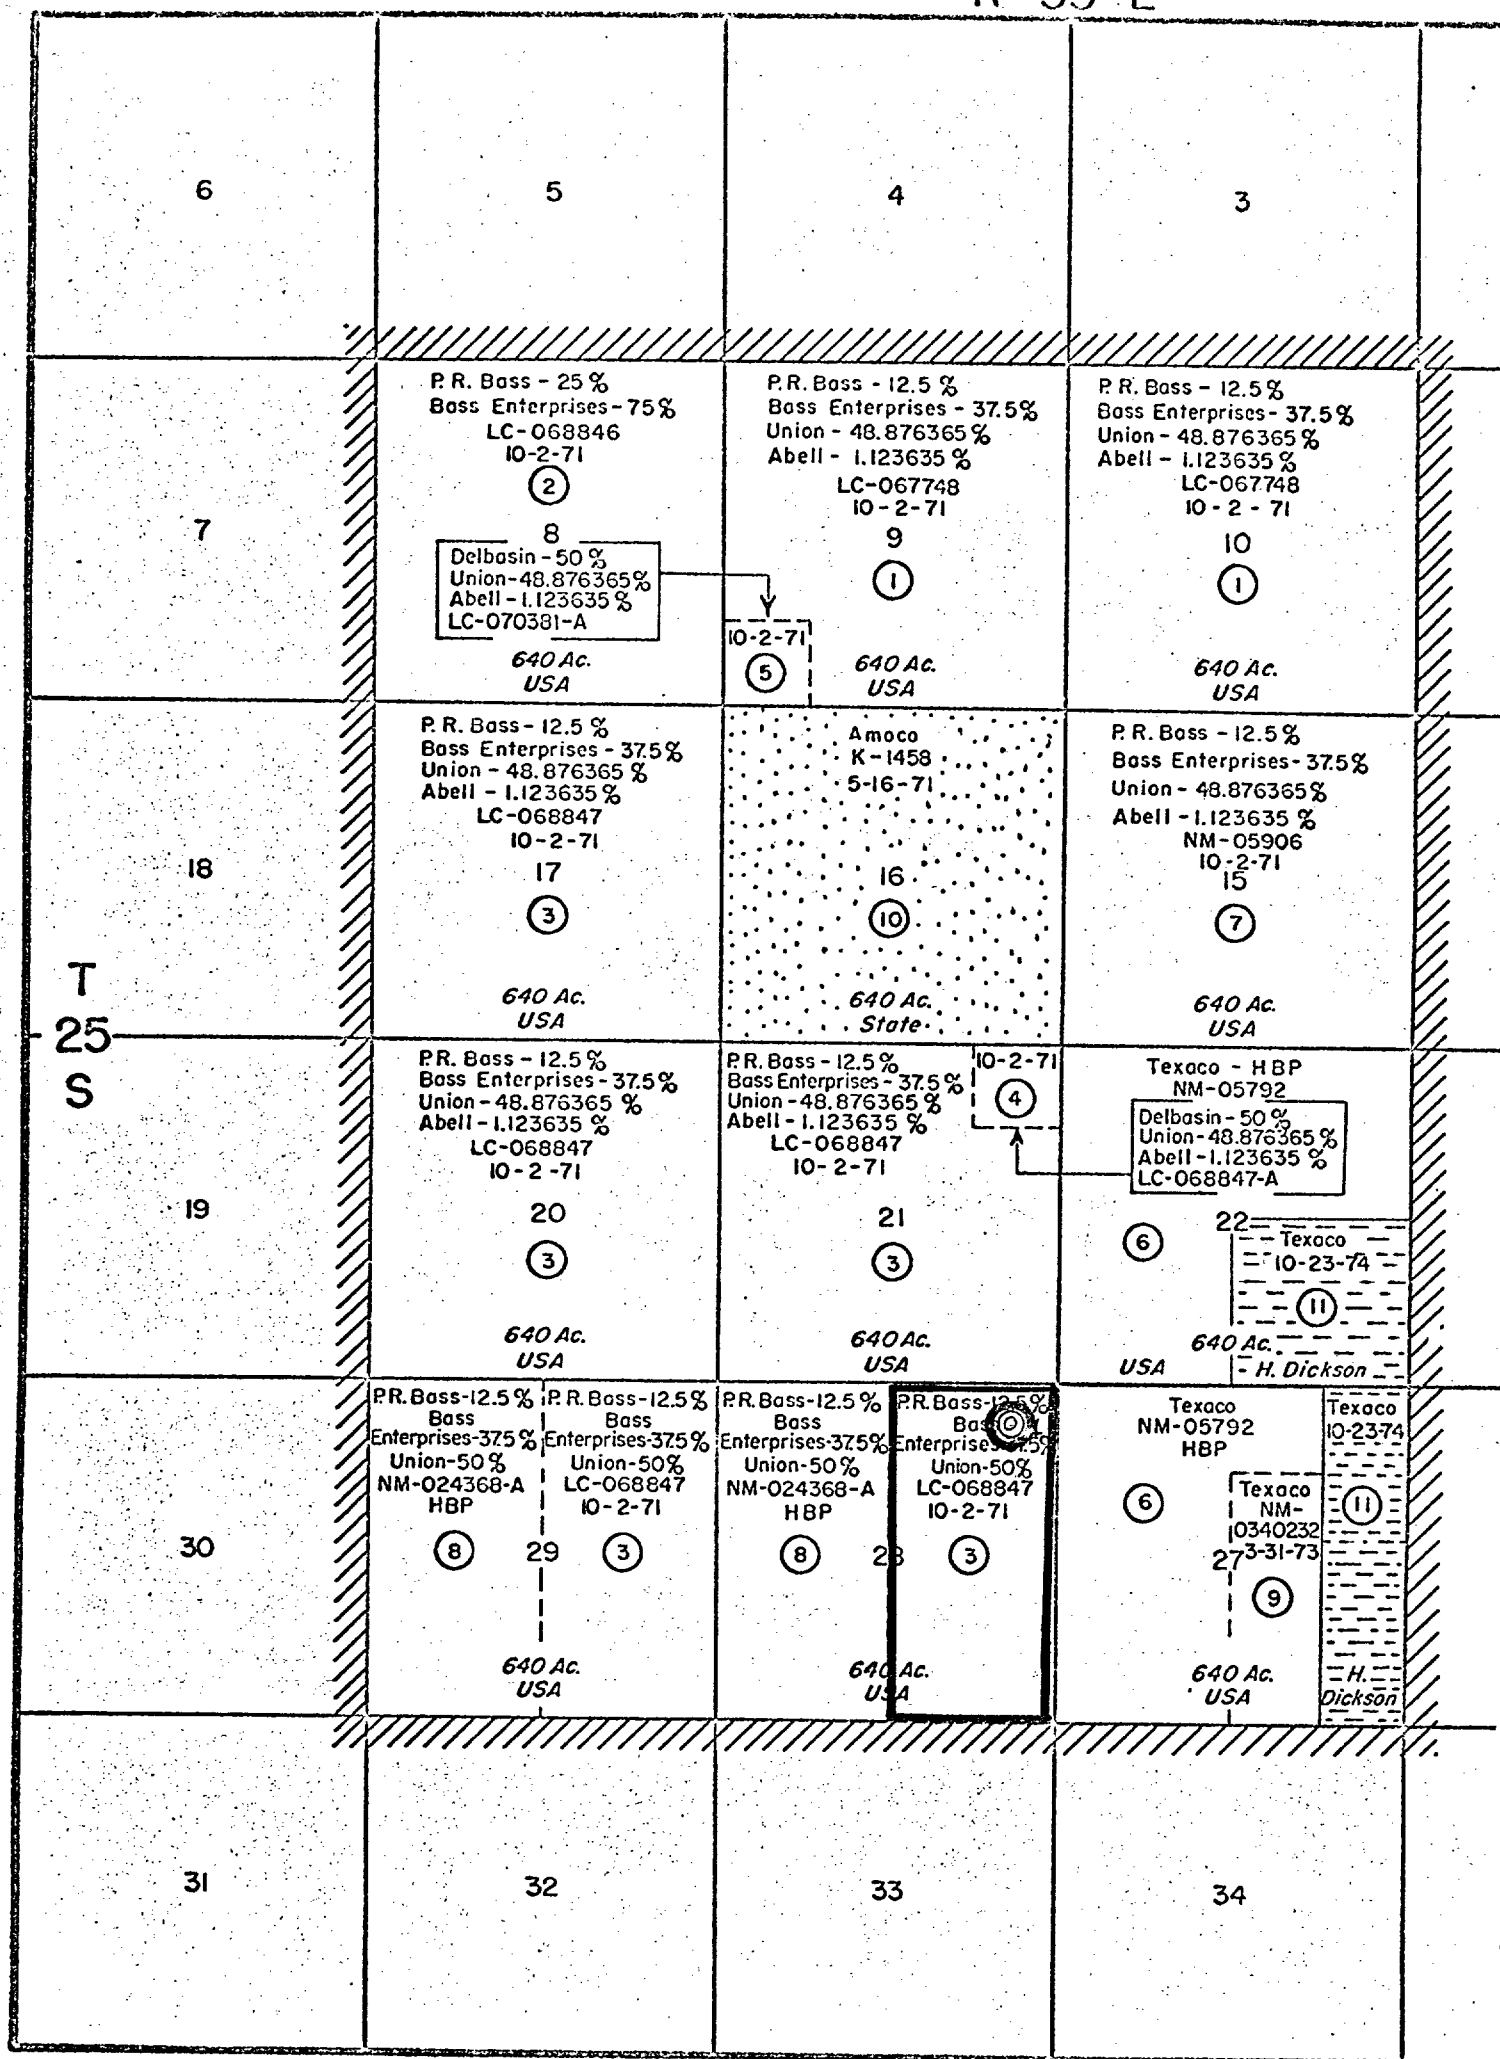 R 33 E
6
5
4
3
7
P.R. Bass - 25 %
Bass Enterprises - 75%
LC-068846
10-2-71
2
8
Delbasin - 50 %
Union-48.876365%
Abell - 1.123635 %
LC-070381-A
640 Ac.
USA
P.R. Bass - 12.5 %
Bass Enterprises - 37.5%
Union - 48.876365 %
Abell - 1.123635 %
LC-067748
10-2-71
9
1
10-2-71
5
640 Ac.
USA
P.R. Bass - 12.5 %
Bass Enterprises - 37.5%
Union - 48.876365 %
Abell - 1.123635 %
LC-067748
10-2-71
10
1
640 Ac.
USA
18
P.R. Bass - 12.5 %
Bass Enterprises - 37.5%
Union - 48.876365 %
Abell - 1.123635 %
LC-068847
10-2-71
17
3
640 Ac.
USA
Amoco
K-1458
5-16-71
16
10
640 Ac.
State
P.R. Bass - 12.5 %
Bass Enterprises - 37.5%
Union - 48.876365%
Abell - 1.123635 %
NM-05906
10-2-71
15
7
640 Ac.
USA
T
25
S
19
P.R. Bass - 12.5 %
Bass Enterprises - 37.5%
Union - 48.876365 %
Abell - 1.123635 %
LC-068847
10-2-71
20
3
640 Ac.
USA
P.R. Bass - 12.5 %
Bass Enterprises - 37.5 %
Union - 48.876365 %
Abell - 1.123635 %
LC-068847
10-2-71
10-2-71
4
21
3
640 Ac.
USA
Texaco - HBP
NM-05792
Delbasin - 50 %
Union-48.876365 %
Abell - 1.123635 %
LC-068847-A
22
6
Texaco
10-23-74
11
640 Ac.
USA
H. Dickson
30
P.R. Bass-12.5 %
Bass
Enterprises-37.5 %
Union-50 %
NM-024368-A
HBP
8
29
P.R. Bass-12.5 %
Bass
Enterprises-37.5 %
Union-50%
LC-068847
10-2-71
3
640 Ac.
USA
P.R. Bass-12.5 %
Bass
Enterprises-37.5%
Union-50 %
NM-024368-A
HBP
8
28
P.R. Bass-12.5%
Bass
Enterprises-37.5%
Union-50%
LC-068847
10-2-71
3
640 Ac.
USA
Texaco
NM-05792
HBP
6
27
Texaco
NM-
0340232
3-31-73
9
640 Ac.
USA
Texaco
10-23-74
11
H.
Dickson
31
32
33
34